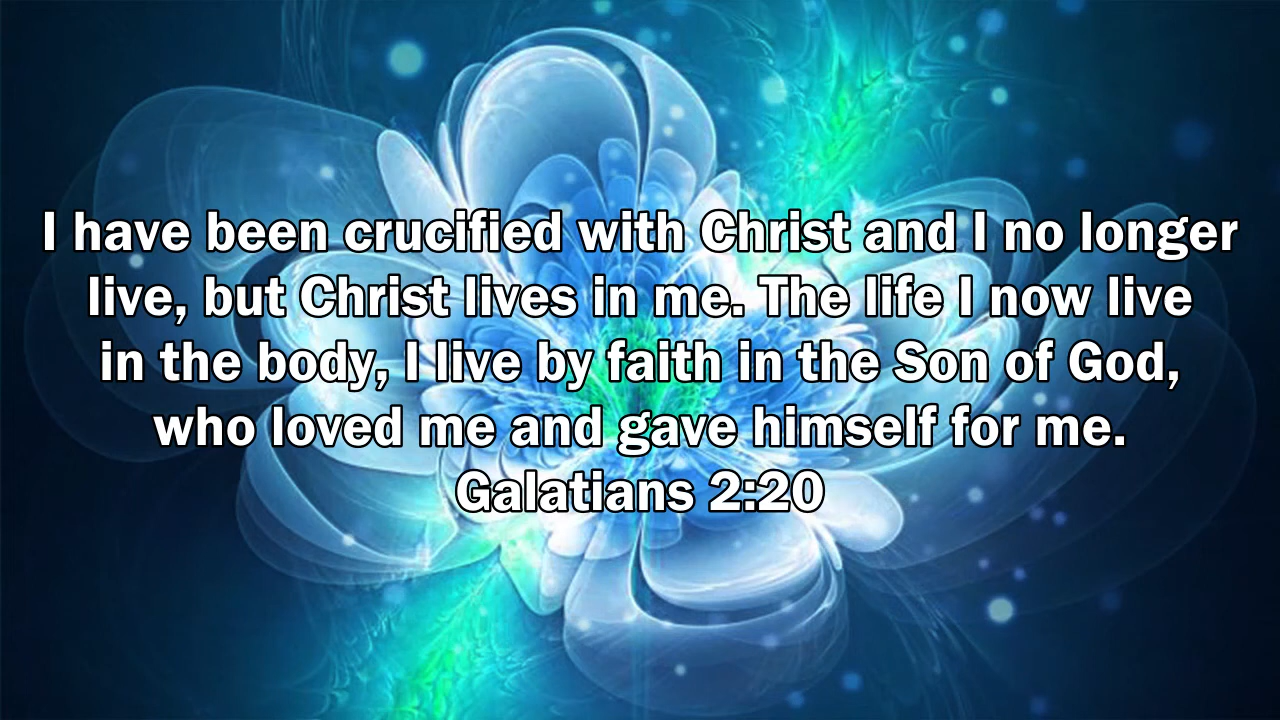 I have been crucified with Christ and I no longer
live, but Christ lives in me. The life I now live
in the body, I live by faith in the Son of God,
who loved me and gave himself for me.
Galatians 2:20